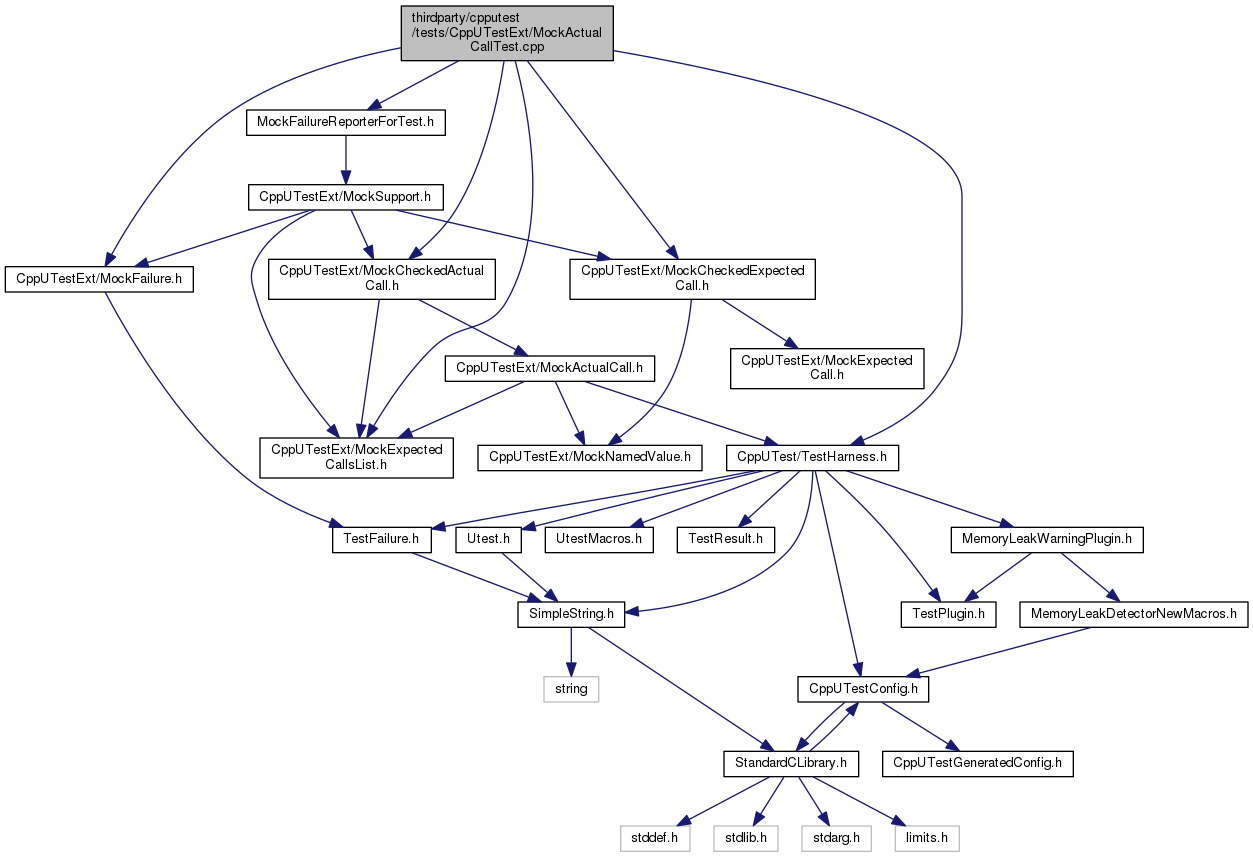 thirdparty/cpputest
/tests/CppUTestExt/MockActual
CallTest.cpp
MockFailureReporterForTest.h
CppUTestExt/MockSupport.h
CppUTestExt/MockFailure.h
CppUTestExt/MockCheckedActual
Call.h
CppUTestExt/MockCheckedExpected
Call.h
CppUTestExt/MockActualCall.h
CppUTestExt/MockExpected
Call.h
CppUTestExt/MockExpected
CallsList.h
CppUTestExt/MockNamedValue.h
CppUTest/TestHarness.h
TestFailure.h
Utest.h
UtestMacros.h
TestResult.h
MemoryLeakWarningPlugin.h
SimpleString.h
TestPlugin.h
MemoryLeakDetectorNewMacros.h
string
CppUTestConfig.h
StandardCLibrary.h
CppUTestGeneratedConfig.h
stddef.h
stdlib.h
stdarg.h
limits.h